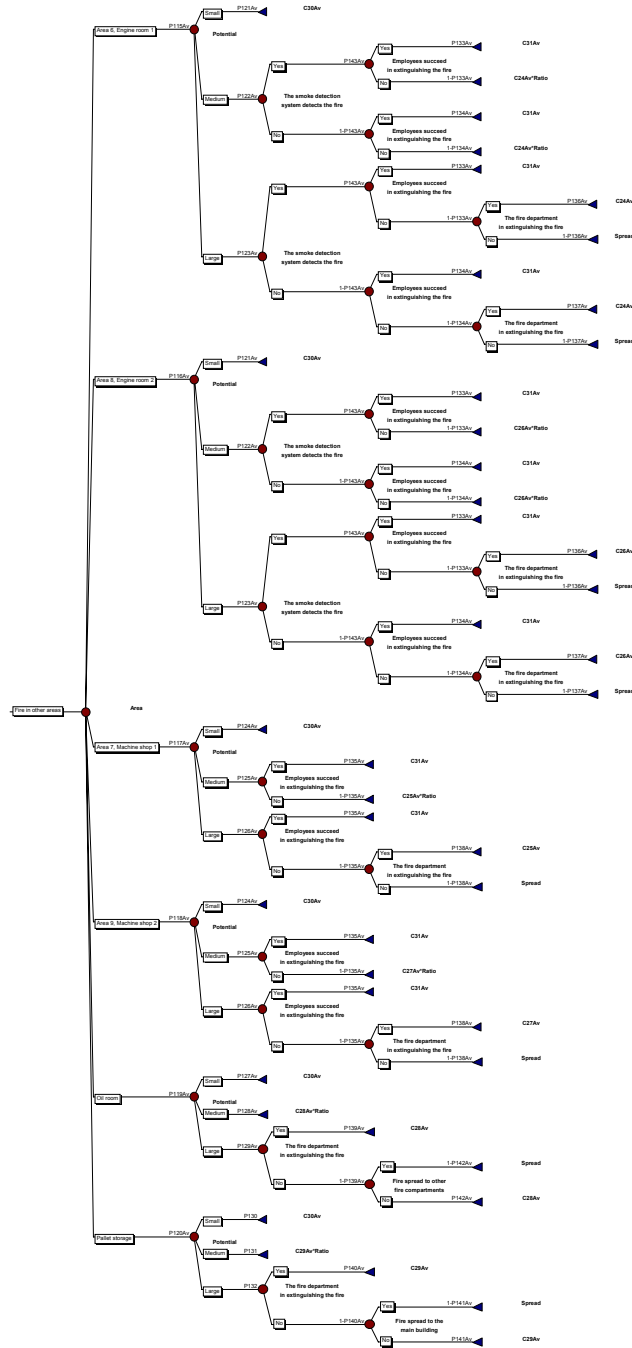 P121Av C30Av
Small
Area 6, Engine room 1 P115Av
Potential
P133Av C31Av
Yes
P143Av Employees succeed
Yes in extinguishing the fire
1-P133Av C24Av*Ratio
No
P122Av The smoke detection
Medium system detects the fire
P134Av C31Av
Yes
1-P143Av Employees succeed
No in extinguishing the fire
1-P134Av C24Av*Ratio
No
P133Av C31Av
Yes
P143Av Employees succeed
Yes in extinguishing the fire
P136Av C24Av
Yes
1-P133Av The fire department
No in extinguishing the fire
1-P136Av Spread
No
P123Av The smoke detection
Large system detects the fire
P134Av C31Av
Yes
1-P143Av Employees succeed
No in extinguishing the fire
P137Av C24Av
Yes
1-P134Av The fire department
No in extinguishing the fire
1-P137Av Spread
No
P121Av C30Av
Small
Area 8, Engine room 2 P116Av
Potential
P133Av C31Av
Yes
P143Av Employees succeed
Yes in extinguishing the fire
1-P133Av C26Av*Ratio
No
P122Av The smoke detection
Medium system detects the fire
P134Av C31Av
Yes
1-P143Av Employees succeed
No in extinguishing the fire
1-P134Av C26Av*Ratio
No
P133Av C31Av
Yes
P143Av Employees succeed
Yes in extinguishing the fire
P136Av C26Av
Yes
1-P133Av The fire department
No in extinguishing the fire
1-P136Av Spread
No
P123Av The smoke detection
Large system detects the fire
P134Av C31Av
Yes
1-P143Av Employees succeed
No in extinguishing the fire
P137Av C26Av
Yes
1-P134Av The fire department
No in extinguishing the fire
1-P137Av Spread
No
Fire in other areas Area
P124Av C30Av
Small
Area 7, Machine shop 1 P117Av
Potential
P135Av C31Av
Yes
P125Av Employees succeed
Medium in extinguishing the fire
1-P135Av C25Av*Ratio
No
P135Av C31Av
Yes
P126Av Employees succeed
Large in extinguishing the fire
P138Av C25Av
Yes
1-P135Av The fire department
No in extinguishing the fire
1-P138Av Spread
No
P124Av C30Av
Small
Area 9, Machine shop 2 P118Av
Potential
P135Av C31Av
Yes
P125Av Employees succeed
Medium in extinguishing the fire
1-P135Av C27Av*Ratio
No
P135Av C31Av
Yes
P126Av Employees succeed
Large in extinguishing the fire
P138Av C27Av
Yes
1-P135Av The fire department
No in extinguishing the fire
1-P138Av Spread
No
P127Av C30Av
Small
Oil room P119Av
Potential
Medium P128Av C28Av*Ratio
P139Av C28Av
Yes
P129Av The fire department
Large in extinguishing the fire
1-P142Av Spread
Yes
1-P139Av Fire spread to other
No fire compartments
P142Av C28Av
No
P130 C30Av
Small
Pallet storage P120Av
Potential
Medium P131 C29Av*Ratio
P140Av C29Av
Yes
P132 The fire department
Large in extinguishing the fire
1-P141Av Spread
Yes
1-P140Av Fire spread to the
No main building
P141Av C29Av
No